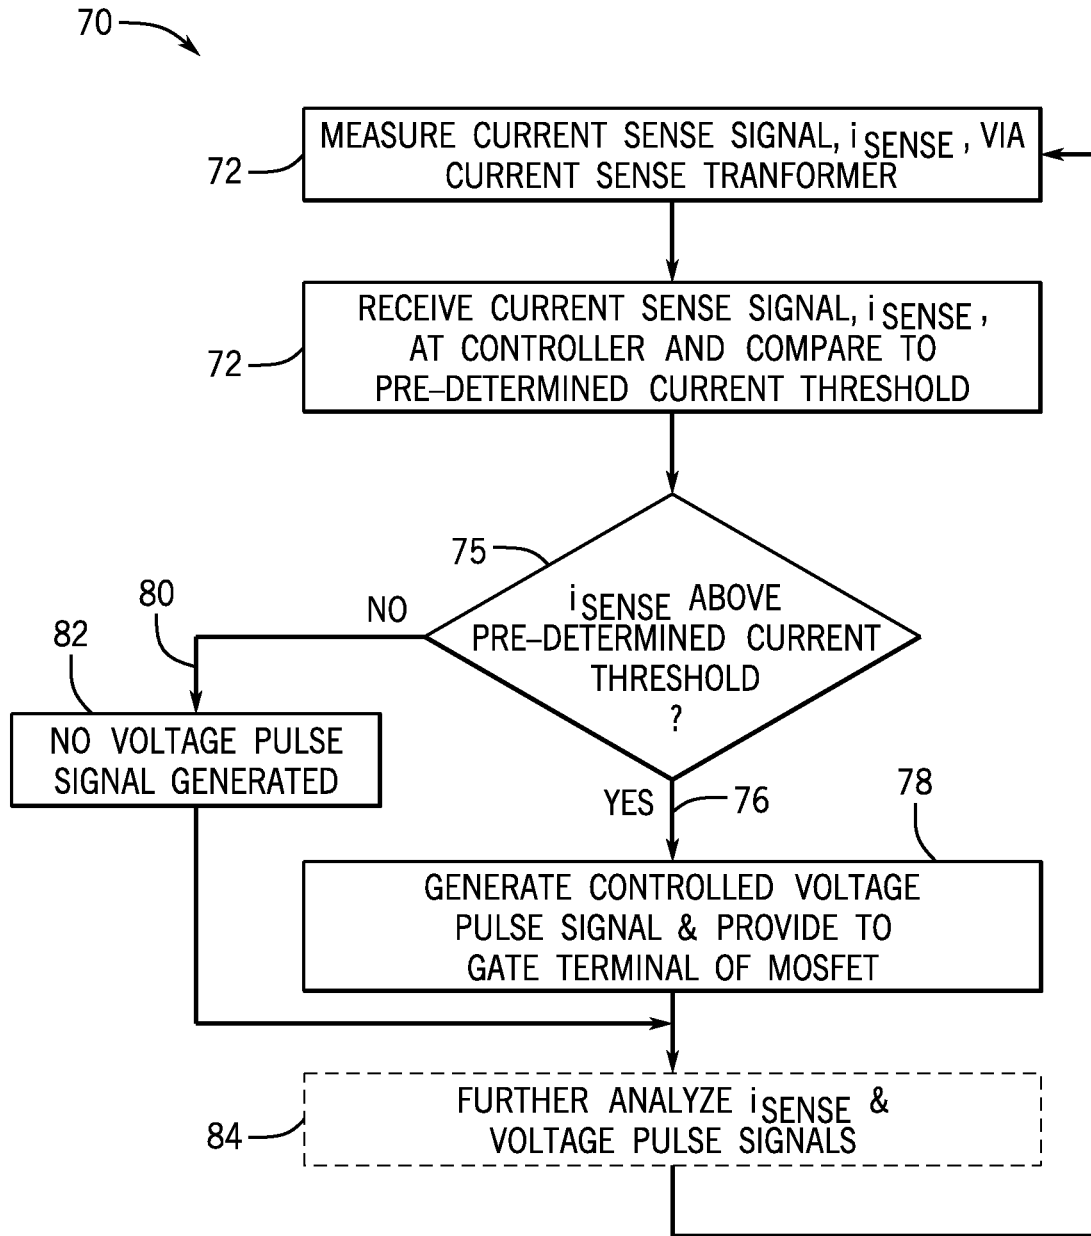 70
MEASURE CURRENT SENSE SIGNAL, iSENSE, VIA
CURRENT SENSE TRANFORMER
72
RECEIVE CURRENT SENSE SIGNAL, iSENSE,
AT CONTROLLER AND COMPARE TO
PRE–DETERMINED CURRENT THRESHOLD
72
75
iSENSE ABOVE
PRE–DETERMINED CURRENT
THRESHOLD
?
NO
80
82
NO VOLTAGE PULSE
SIGNAL GENERATED
YES
76
78
GENERATE CONTROLLED VOLTAGE
PULSE SIGNAL & PROVIDE TO
GATE TERMINAL OF MOSFET
FURTHER ANALYZE iSENSE &
VOLTAGE PULSE SIGNALS
84